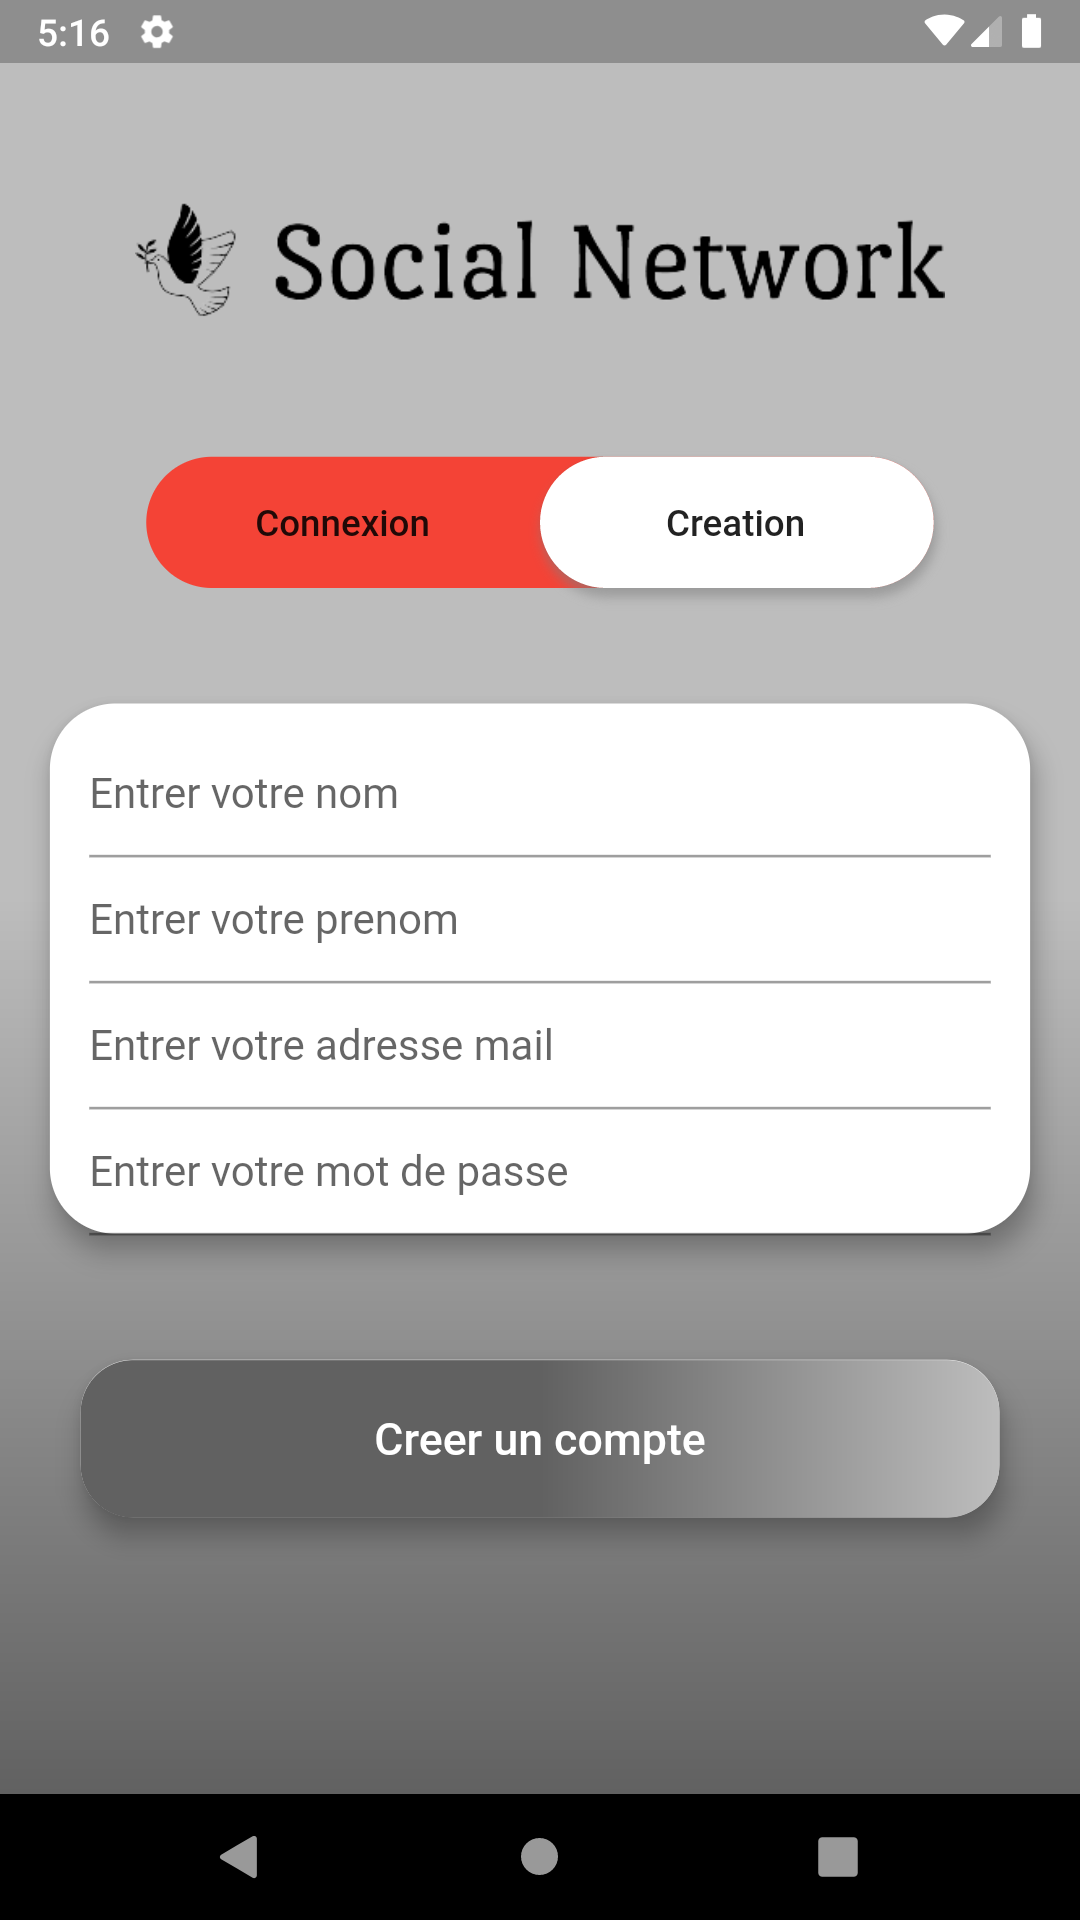 5:16
Social Network
Connexion Creation
Entrer votre nom
Entrer votre prenom
Entrer votre adresse mail
Entrer votre mot de passe
Creer un compte